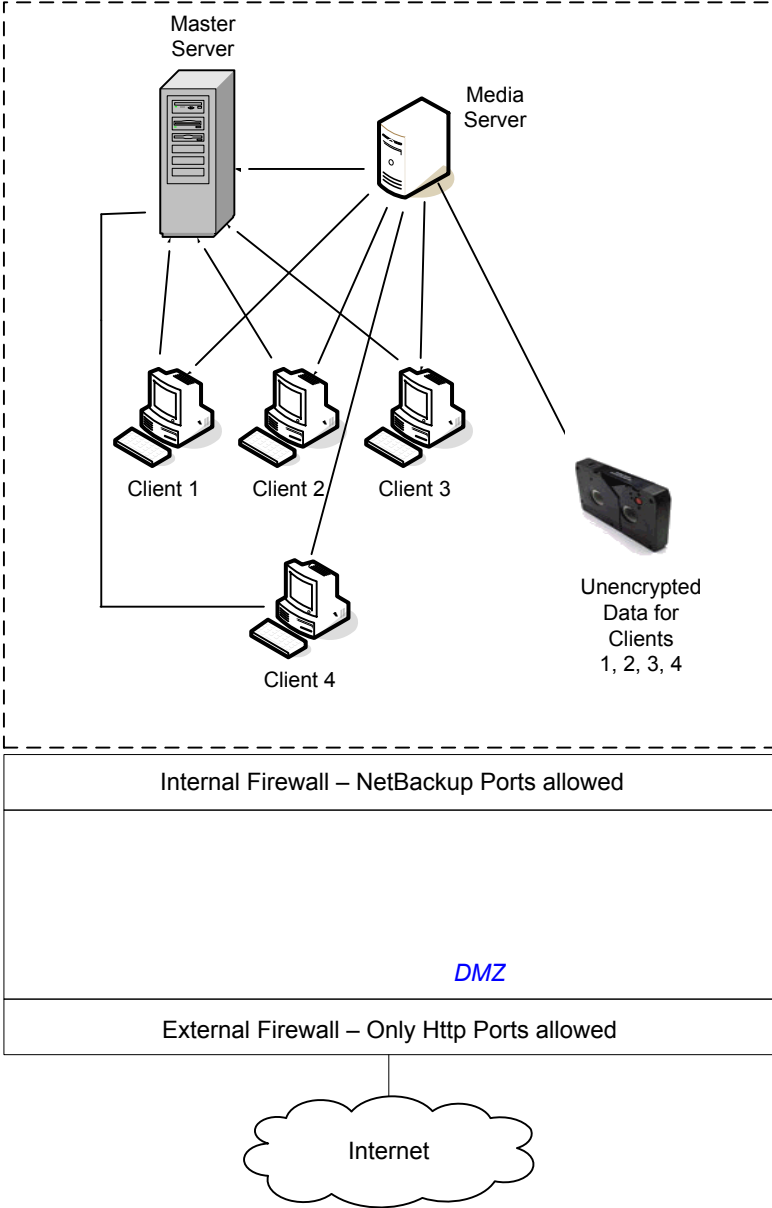 Master
Server
Media
Server
Client 1
Client 2
Client 3
Client 4
Unencrypted
Data for
Clients
1, 2, 3, 4
Internal Firewall – NetBackup Ports allowed
DMZ
External Firewall – Only Http Ports allowed
Internet